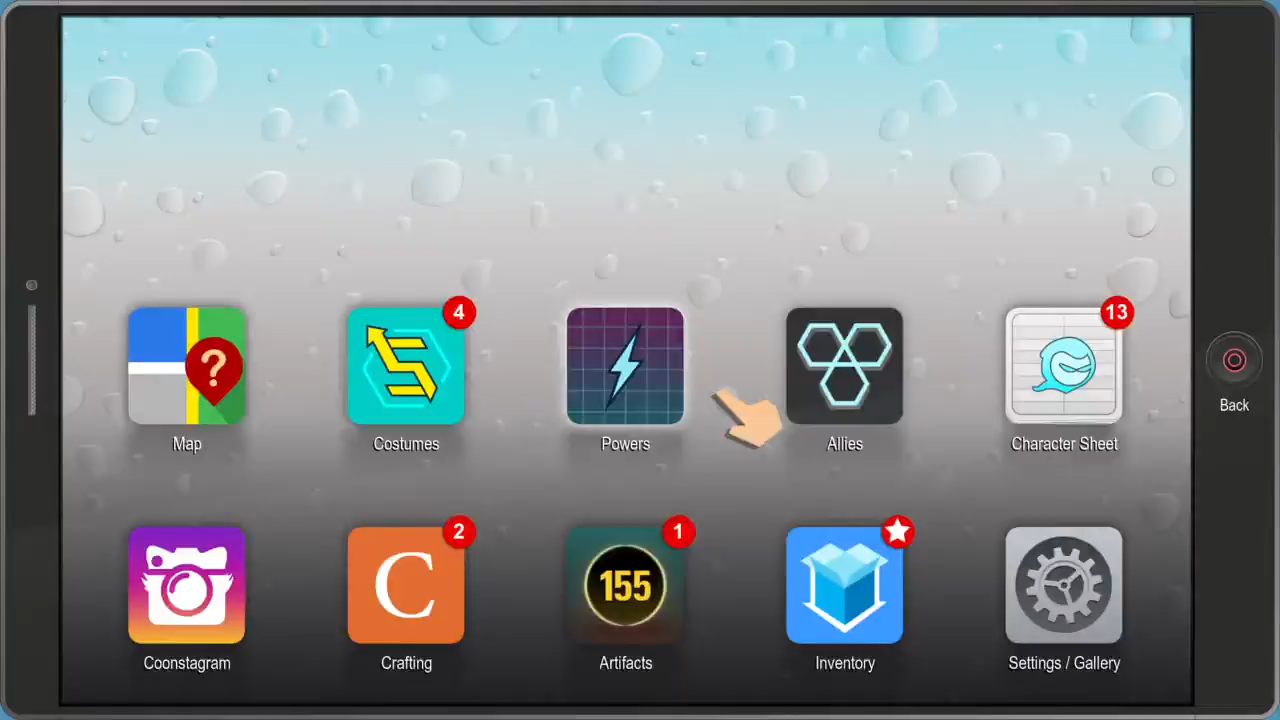 4
13
?
Map
Costumes
Powers
Allies
Character Sheet
Back
2
1
C
155
Coonstagram
Crafting
Artifacts
Inventory
Settings / Gallery